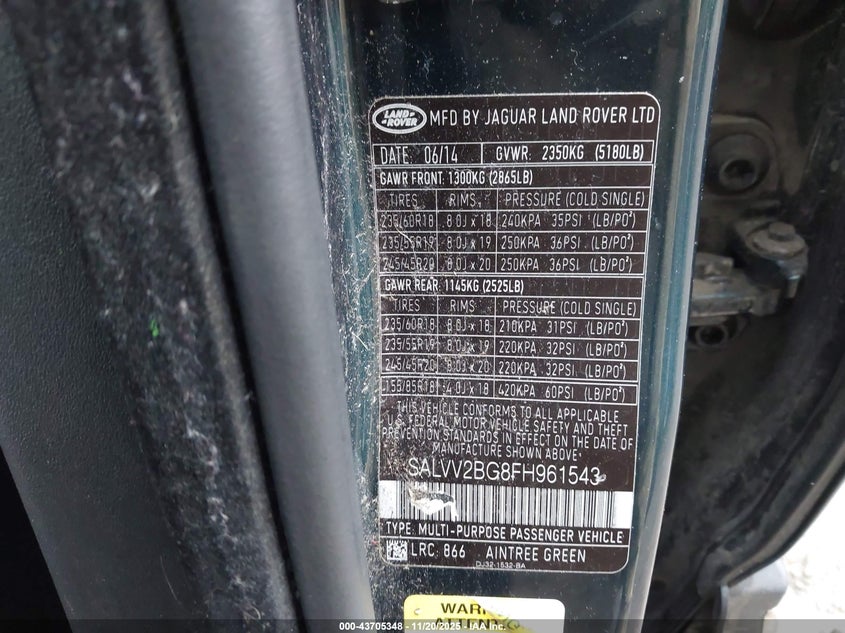 LAND ROVER MFD BY JAGUAR LAND ROVER LTD
DATE: 06/14 GVWR: 2350KG (5180LB)
GAWR FRONT: 1300KG (2865LB)
TIRES RIMS PRESSURE (COLD SINGLE)
235/60R18 8.0J x 18 240KPA 35PSI (LB/PO²)
235/55R19 8.0J x 19 250KPA 36PSI (LB/PO²)
245/45R20 8.0J x 20 250KPA 36PSI (LB/PO²)
GAWR REAR: 1145KG (2525LB)
TIRES RIMS PRESSURE (COLD SINGLE)
235/60R18 8.0J x 18 210KPA 31PSI (LB/PO²)
235/55R19 8.0J x 19 220KPA 32PSI (LB/PO²)
245/45R20 8.0J x 20 220KPA 32PSI (LB/PO²)
155/85R18 4.0J x 18 420KPA 60PSI (LB/PO²)
THIS VEHICLE CONFORMS TO ALL APPLICABLE
U.S. FEDERAL MOTOR VEHICLE SAFETY AND THEFT
PREVENTION STANDARDS IN EFFECT ON THE DATE OF
MANUFACTURE SHOWN ABOVE.
SALVV2BG8FH961543
TYPE: MULTI-PURPOSE PASSENGER VEHICLE
LRC: 866 AINTREE GREEN
DJ32-1532-BA
000-43705348 - 11/20/2025 - IAA